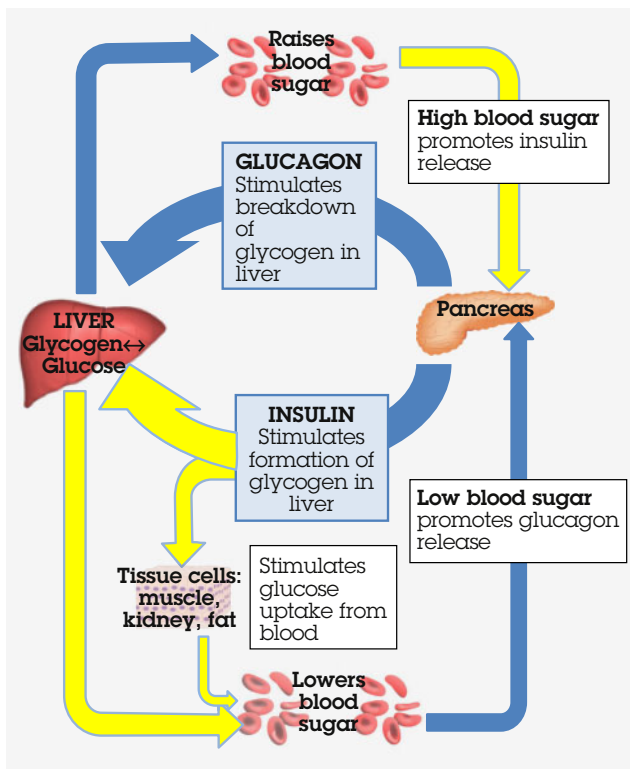 Raises
blood
sugar
High blood sugar
promotes insulin
release
GLUCAGON
Stimulates
breakdown
of
glycogen in
liver
LIVER
Glycogen↔
Glucose
Pancreas
INSULIN
Stimulates
formation of
glycogen in
liver
Low blood sugar
promotes glucagon
release
Tissue cells:
muscle,
kidney, fat
Stimulates
glucose
uptake from
blood
Lowers
blood
sugar